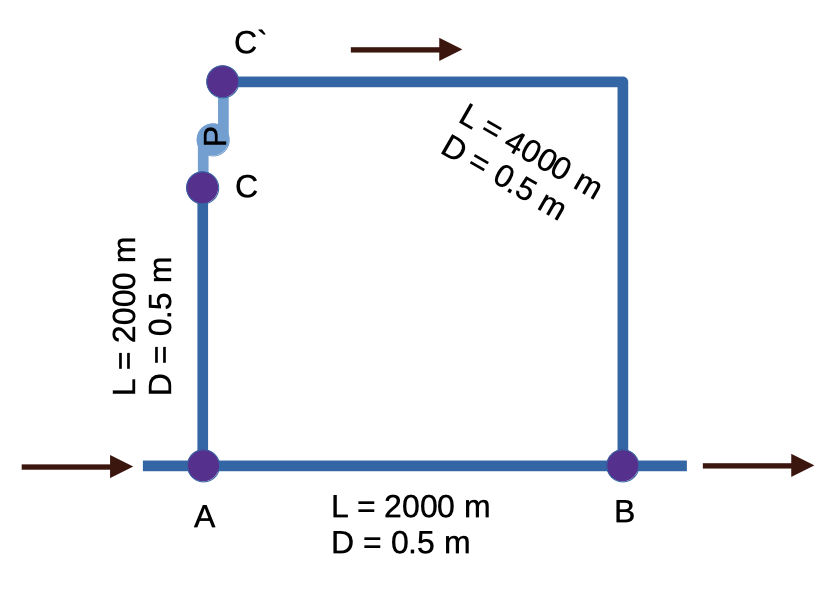 C`
P
L = 4000 m
D = 0.5 m
C
L = 2000 m
D = 0.5 m
A
L = 2000 m
D = 0.5 m
B